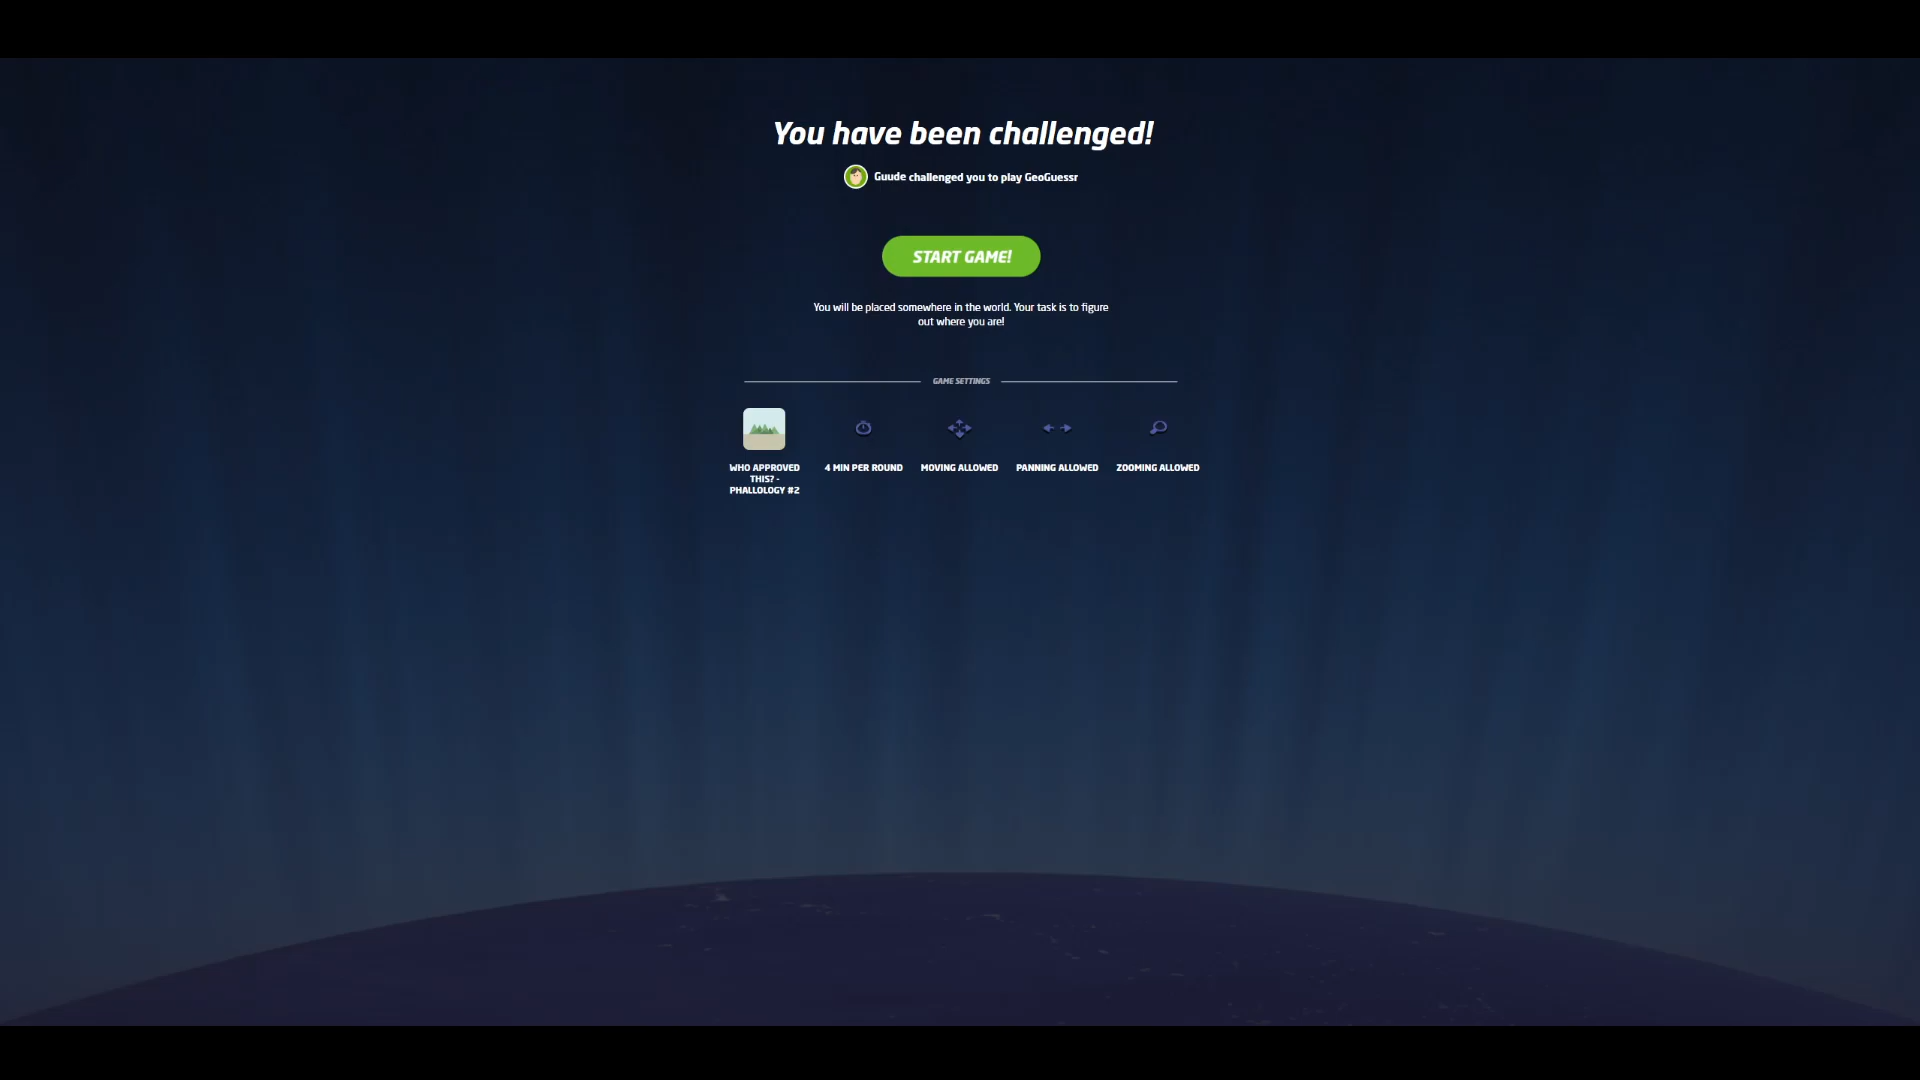 You have been challenged!
Guude challenged you to play GeoGuessr
START GAME!
You will be placed somewhere in the world. Your task is to figure
out where you are!
GAME SETTINGS
WHO APPROVED
THIS? -
PHALLOLOGY #2
4 MIN PER ROUND
MOVING ALLOWED
PANNING ALLOWED
ZOOMING ALLOWED